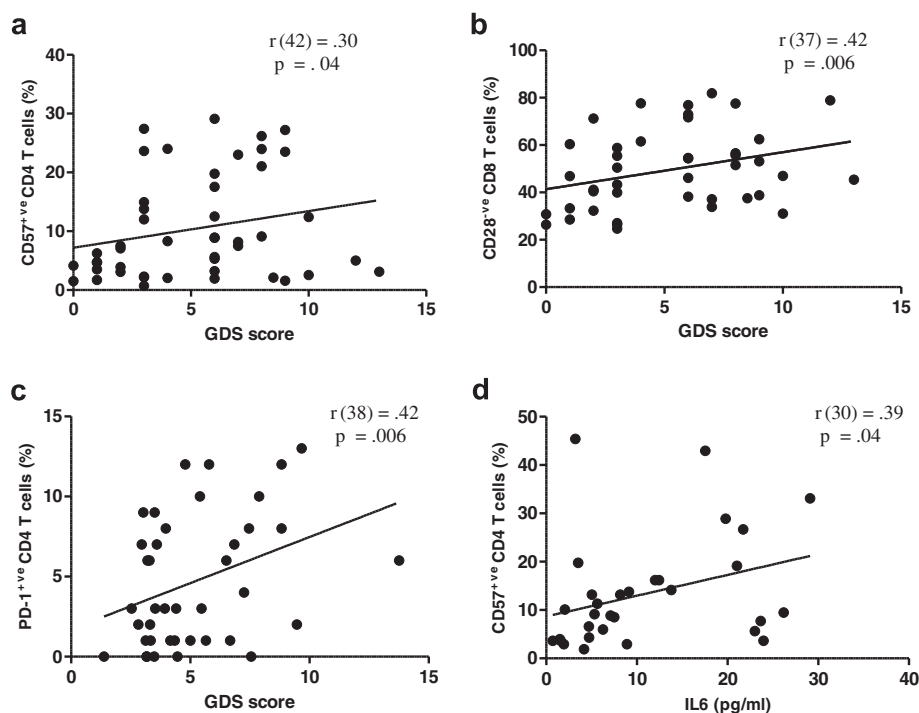 a
r (42) = .30
p = . 04
CD57+ve CD4 T cells (%)
40
30
20
10
0
0 5 10 15
GDS score
b
r (37) = .42
p = .006
CD28-ve CD8 T cells (%)
100
80
60
40
20
0
0 5 10 15
GDS score
c
r (38) = .42
p = .006
PD-1+ve CD4 T cells (%)
15
10
5
0
0 5 10 15
GDS score
d
r (30) = .39
p = .04
CD57+ve CD4 T cells (%)
50
40
30
20
10
0
0 10 20 30 40
IL6 (pg/ml)